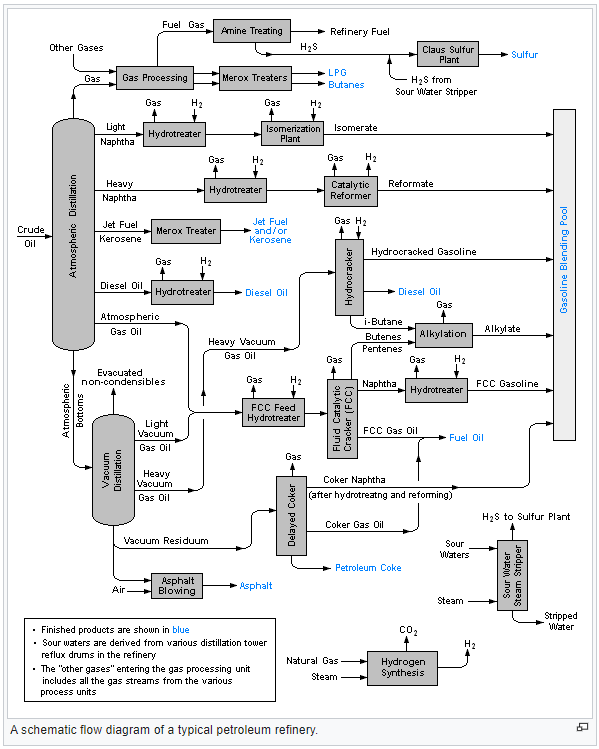 Fuel Gas
Amine Treating
Refinery Fuel
Other Gases
H2S
Claus Sulfur
Plant
Sulfur
Gas
Gas Processing
Merox Treaters
LPG
Butanes
H2S from
Sour Water Stripper
Gas
H2
Gas
H2
Light
Naphtha
Hydrotreater
Isomerization
Plant
Isomerate
Gas
H2
Gas
H2
Heavy
Naphtha
Hydrotreater
Catalytic
Reformer
Reformate
Crude
Oil
Atmospheric Distillation
Jet Fuel
Kerosene
Merox Treater
Jet Fuel
and/or
Kerosene
Gas
H2
Hydrocracker
Hydrocracked Gasoline
Gasoline Blending Pool
Gas
H2
Diesel Oil
Hydrotreater
Diesel Oil
Diesel Oil
Atmospheric
Gas Oil
i-Butane
Gas
Butenes
Pentenes
Alkylation
Alkylate
Heavy Vacuum
Gas Oil
Atmospheric
Bottoms
Evacuated
non-condensibles
Gas
H2
FCC Feed
Hydrotreater
Gas
Fluid Catalytic
Cracker (FCC)
Naphtha
Gas
H2
Hydrotreater
FCC Gasoline
Light
Vacuum
Gas Oil
FCC Gas Oil
Fuel Oil
Vacuum
Distillation
Heavy
Vacuum
Gas Oil
Gas
Delayed Coker
Coker Naphtha
(after hydrotreatng and reforming)
Coker Gas Oil
Vacuum Residuum
Petroleum Coke
Air
Asphalt
Blowing
Asphalt
H2S to Sulfur Plant
Sour
Waters
Sour Water
Steam Stripper
Steam
Stripped
Water
• Finished products are shown in blue
• Sour waters are derived from various distillation tower
reflux drums in the refinery
• The "other gases" entering the gas processing unit
includes all the gas streams from the various
process units
CO2
H2
Natural Gas
Steam
Hydrogen
Synthesis
A schematic flow diagram of a typical petroleum refinery.